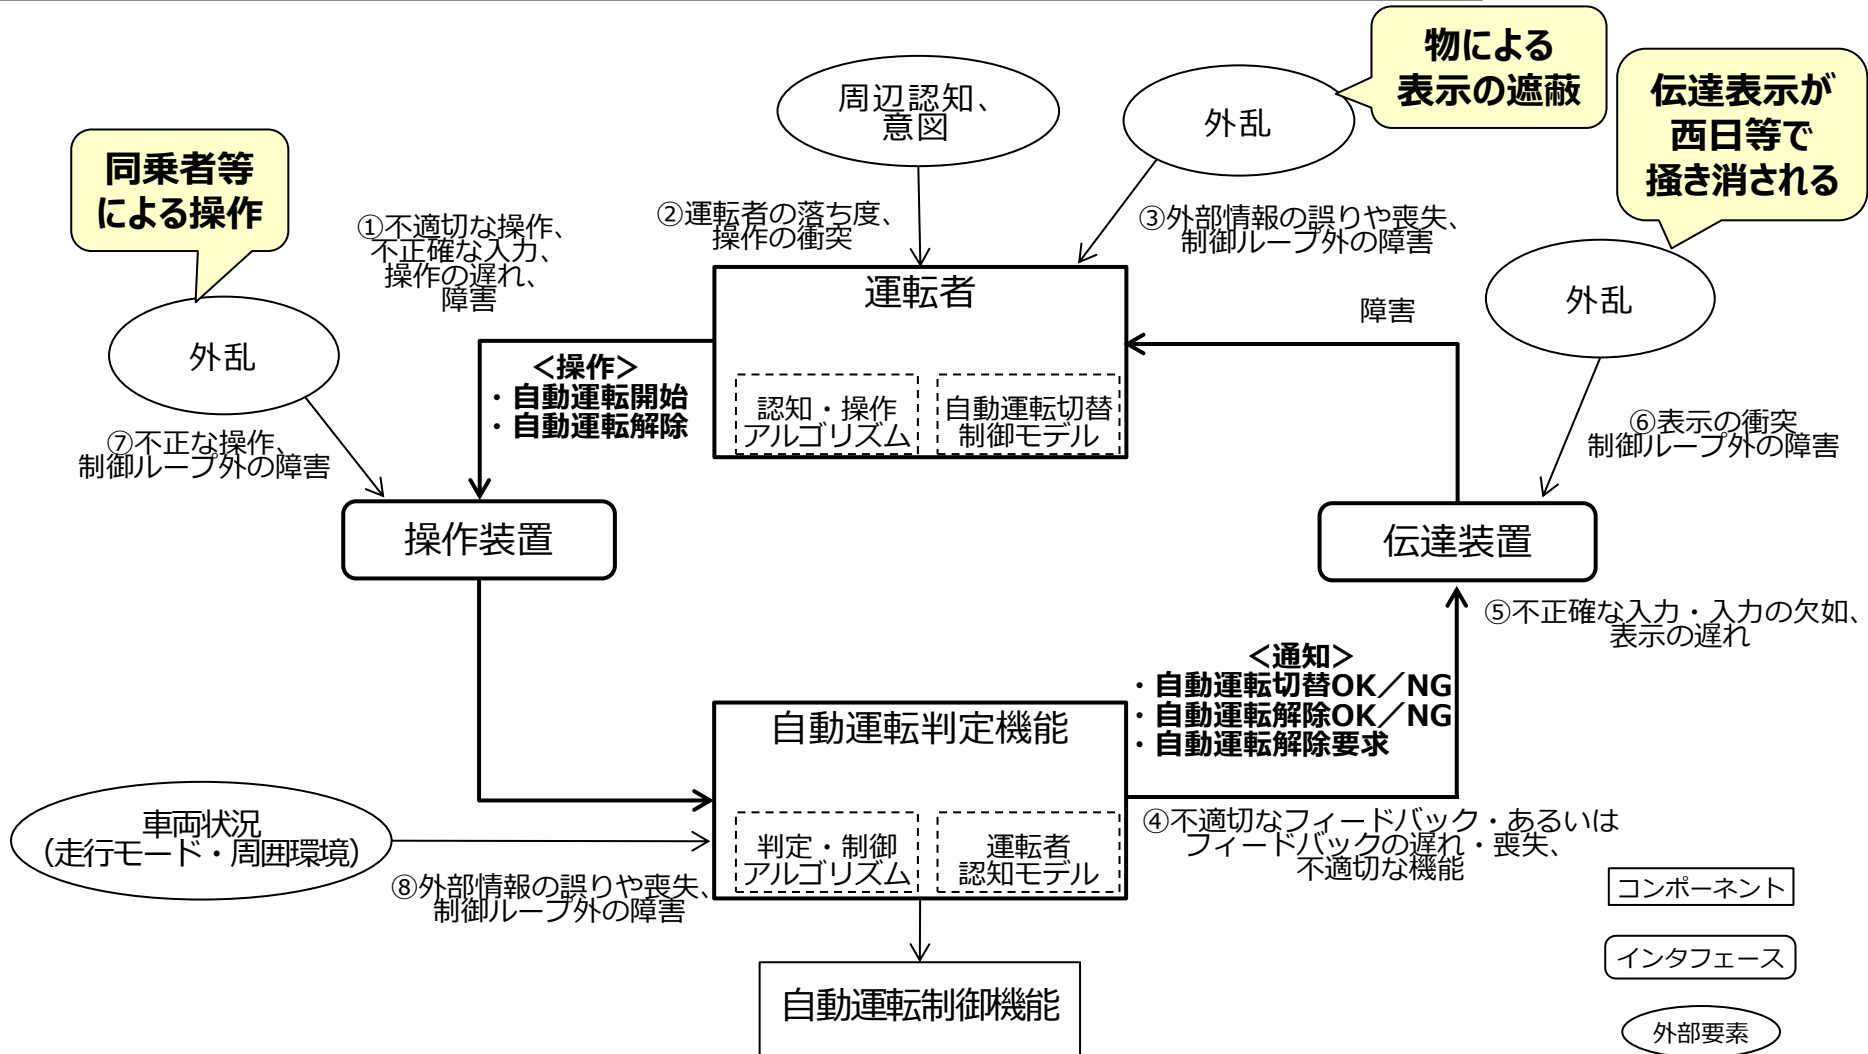 物による
表示の遮蔽
伝達表示が
西日等で
掻き消される
周辺認知、
意図
外乱
同乗者等
による操作
①不適切な操作、
不正確な入力、
操作の遅れ、
障害
②運転者の落ち度、
操作の衝突
③外部情報の誤りや喪失、
制御ループ外の障害
運転者
障害
外乱
外乱
＜操作＞
・自動運転開始
・自動運転解除
認知・操作
アルゴリズム
自動運転切替
制御モデル
⑦不正な操作、
制御ループ外の障害
⑥表示の衝突
制御ループ外の障害
操作装置
伝達装置
⑤不正確な入力・入力の欠如、
表示の遅れ
＜通知＞
・自動運転切替OK／NG
・自動運転解除OK／NG
・自動運転解除要求
自動運転判定機能
車両状況
（走行モード・周囲環境）
判定・制御
アルゴリズム
運転者
認知モデル
④不適切なフィードバック・あるいは
フィードバックの遅れ・喪失、
不適切な機能
⑧外部情報の誤りや喪失、
制御ループ外の障害
自動運転制御機能
コンポーネント
インタフェース
外部要素